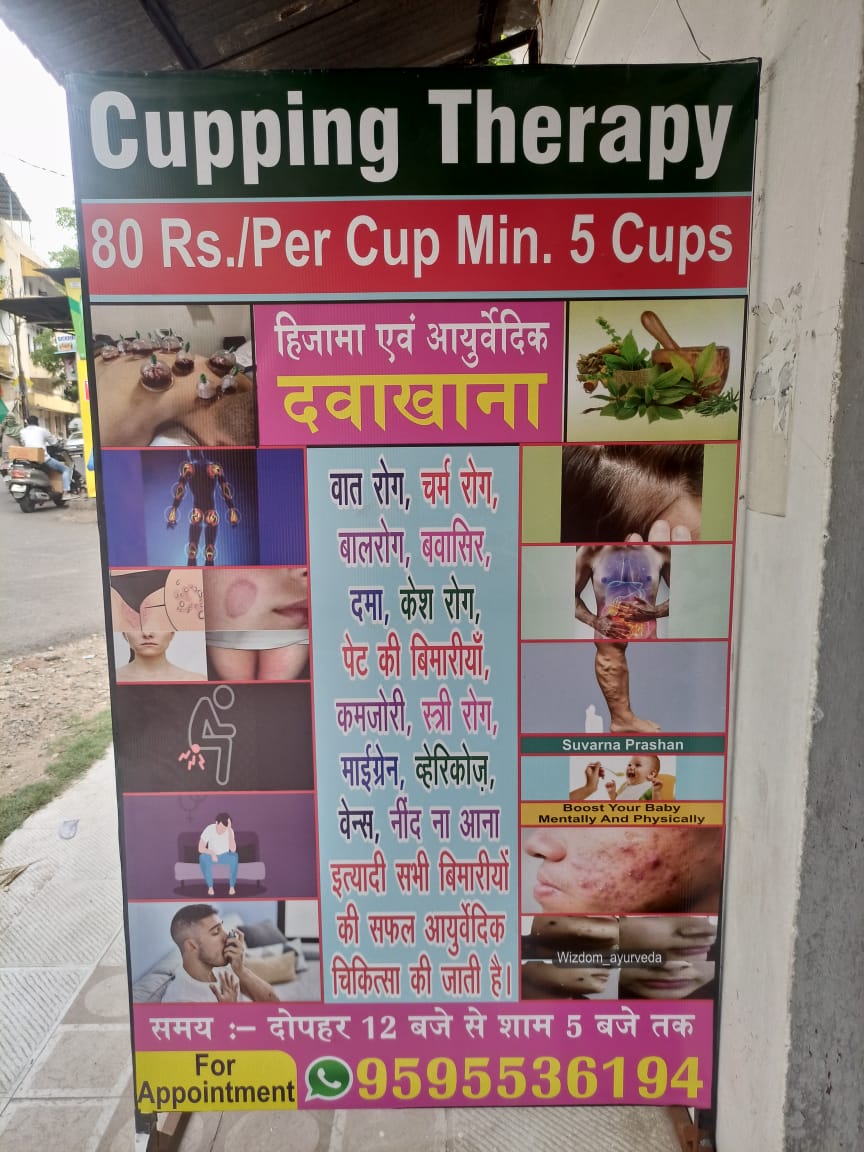 Cupping Therapy
80 Rs./Per Cup Min. 5 Cups
हिजामा एवं आयुर्वेदिक
दवाखाना
वात रोग, चर्म रोग,
बालरोग, बवासिर,
दमा, केश रोग,
पेट की बिमारीयाँ,
कमजोरी, स्त्री रोग,
माईग्रेन, व्हेरिकोज़,
वेन्स, नींद ना आना
इत्यादी सभी बिमारीयों
की सफल आयुर्वेदिक
चिकित्सा की जाती है।
Suvarna Prashan
Boost Your Baby
Mentally And Physically
Wizdom_ayurveda
समय :– दोपहर 12 बजे से शाम 5 बजे तक
For
Appointment
9595536194